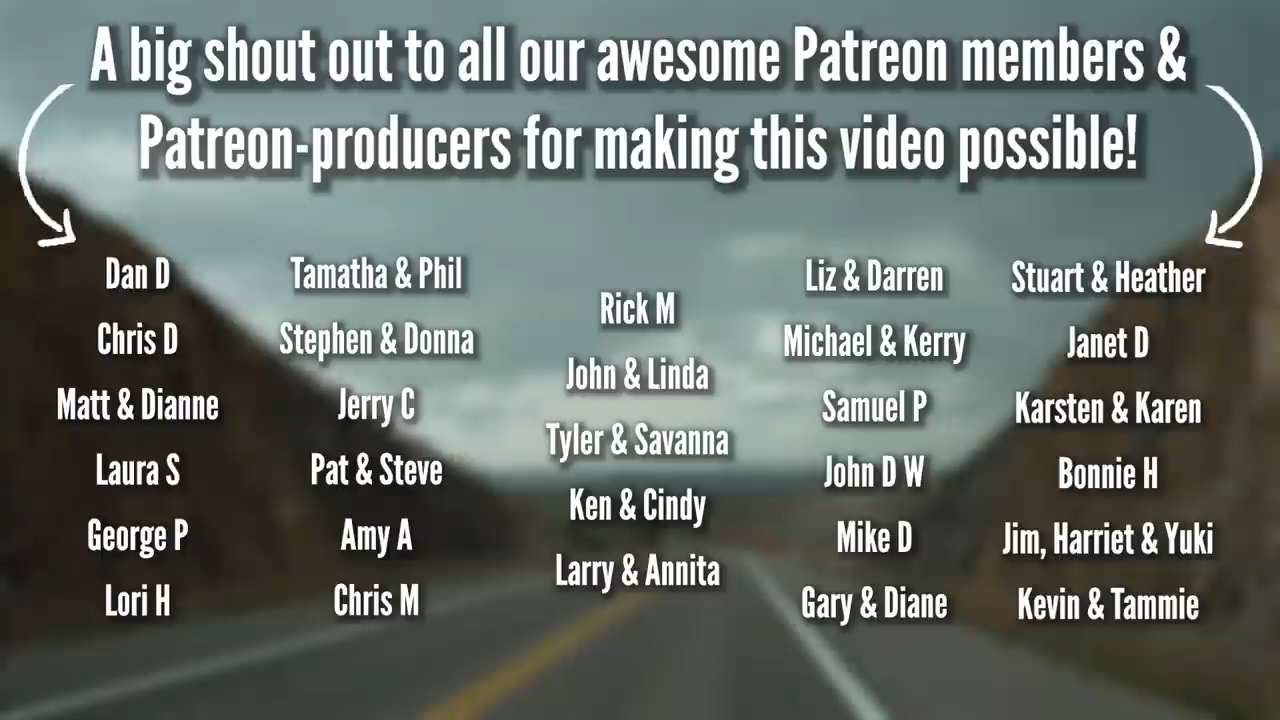 A big shout out to all our awesome Patreon members &
Patreon-producers for making this video possible!
Dan D
Chris D
Matt & Dianne
Laura S
George P
Lori H
Tamatha & Phil
Stephen & Donna
Jerry C
Pat & Steve
Amy A
Chris M
Rick M
John & Linda
Tyler & Savanna
Ken & Cindy
Larry & Annita
Liz & Darren
Michael & Kerry
Samuel P
John D W
Mike D
Gary & Diane
Stuart & Heather
Janet D
Karsten & Karen
Bonnie H
Jim, Harriet & Yuki
Kevin & Tammie